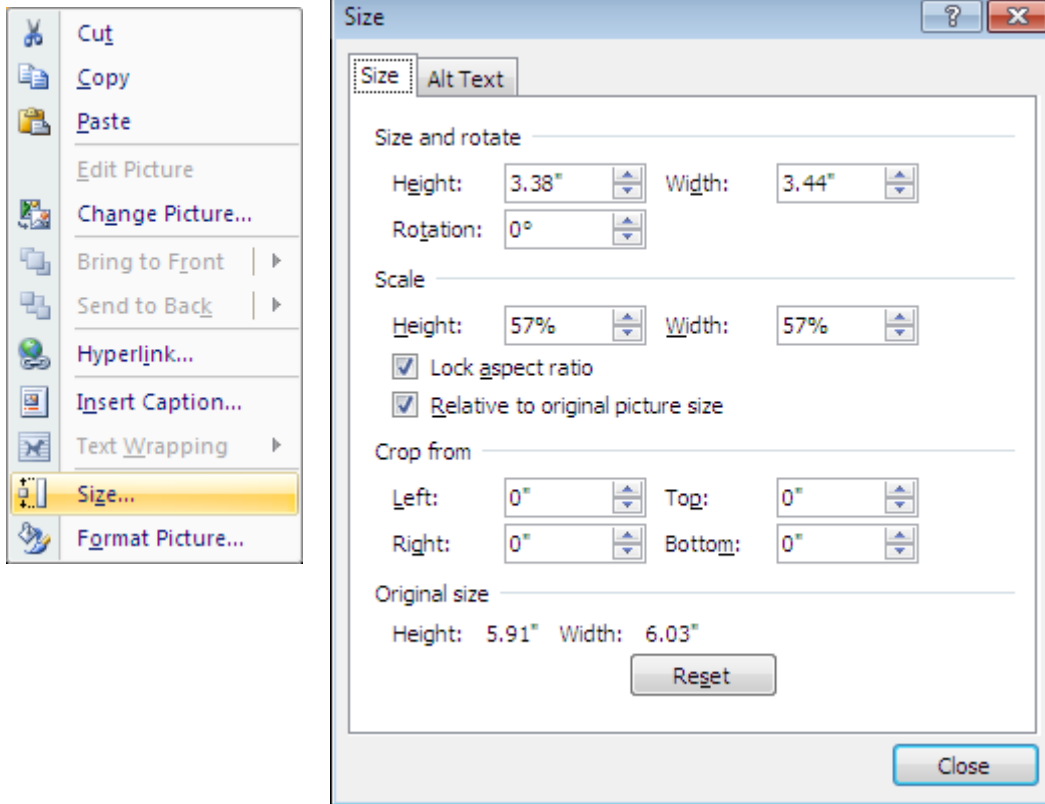 Cut
Copy
Paste
Edit Picture
Change Picture...
Bring to Front
Send to Back
Hyperlink...
Insert Caption...
Text Wrapping
Size...
Format Picture...
Size
Size Alt Text
Size and rotate
Height: 3.38" Width: 3.44"
Rotation: 0°
Scale
Height: 57% Width: 57%
Lock aspect ratio
Relative to original picture size
Crop from
Left: 0" Top: 0"
Right: 0" Bottom: 0"
Original size
Height: 5.91" Width: 6.03"
Reset
Close